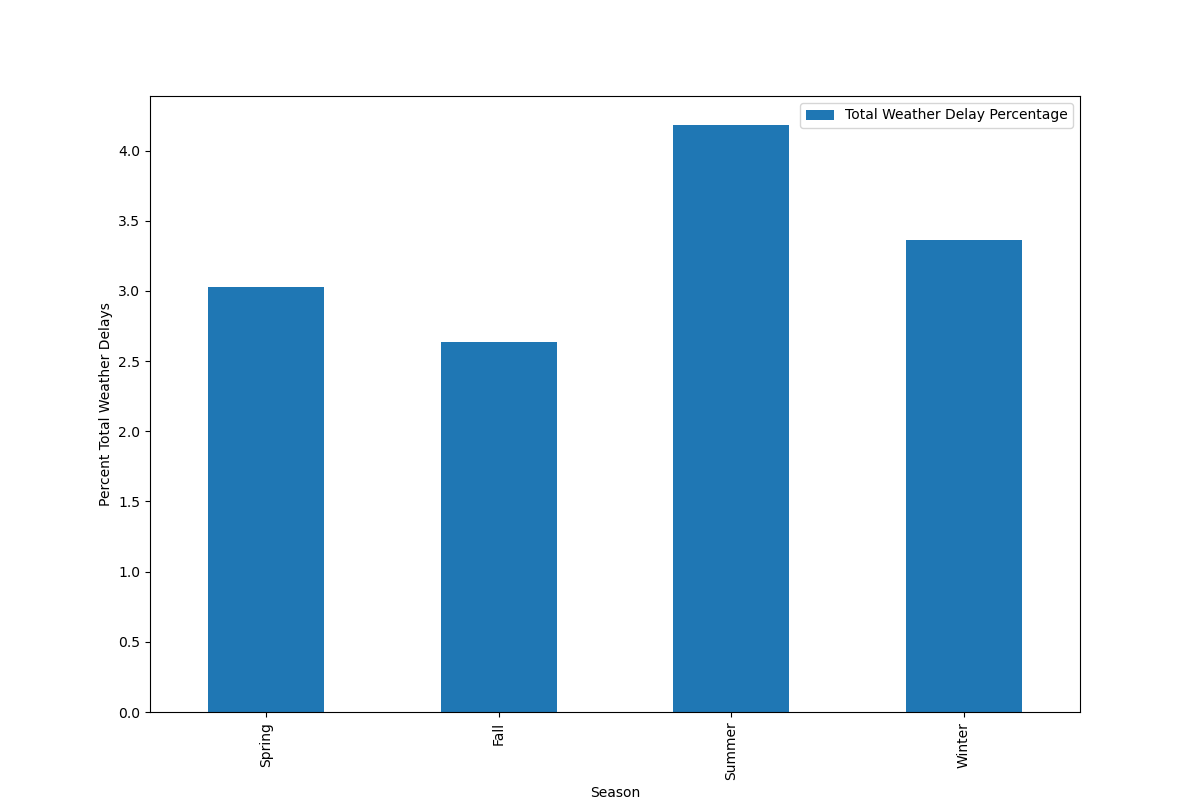 Total Weather Delay Percentage
Percent Total Weather Delays
4.0
3.5
3.0
2.5
2.0
1.5
1.0
0.5
0.0
Spring
Fall
Summer
Winter
Season